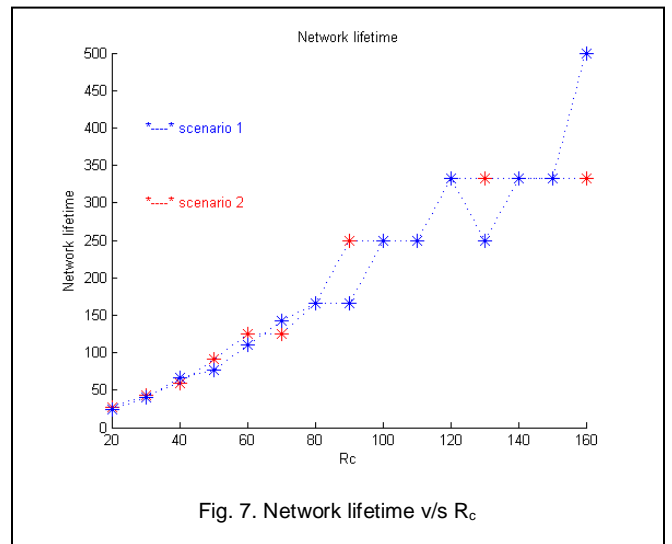 Network lifetime
500
450
400
350
300
250
200
150
100
50
0
Network lifetime
*----* scenario 1
*----* scenario 2
20 40 60 80 100 120 140 160
Rc
Fig. 7. Network lifetime v/s Rc